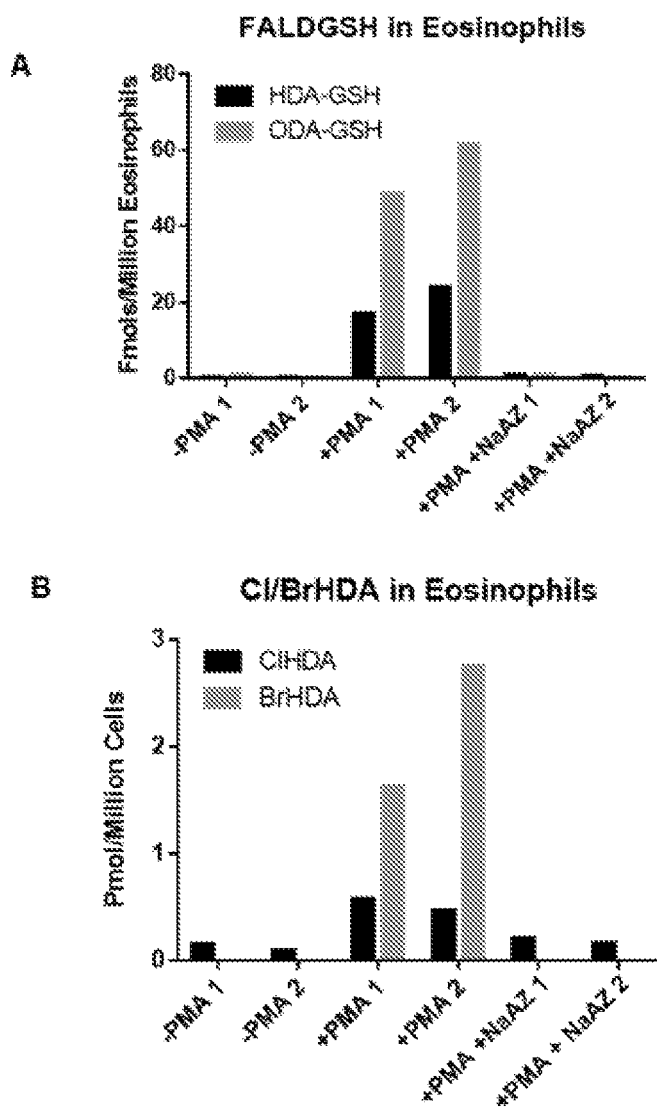 FALDGSH in Eosinophils
A
80
60
40
20
0
Fmols/Million Eosinophils
HDA-GSH
ODA-GSH
-PMA 1
-PMA 2
+PMA 1
+PMA 2
+PMA +NaAZ 1
+PMA +NaAZ 2
B
Cl/BrHDA in Eosinophils
3
2
1
0
Pmol/Million Cells
ClHDA
BrHDA
-PMA 1
-PMA 2
+PMA 1
+PMA 2
+PMA +NaAZ 1
+PMA + NaAZ 2